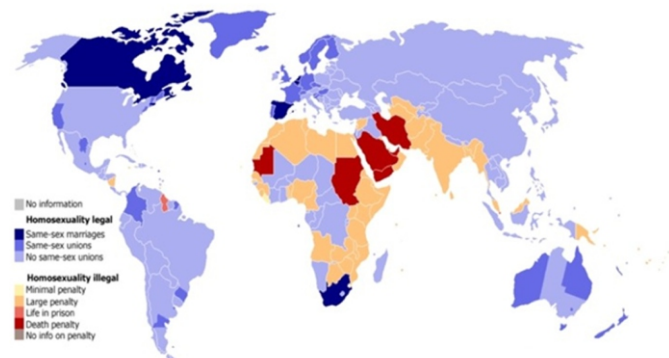 No information
Homosexuality legal
Same-sex marriages
Same-sex unions
No same-sex unions
Homosexuality illegal
Minimal penalty
Large penalty
Life in prison
Death penalty
No info on penalty